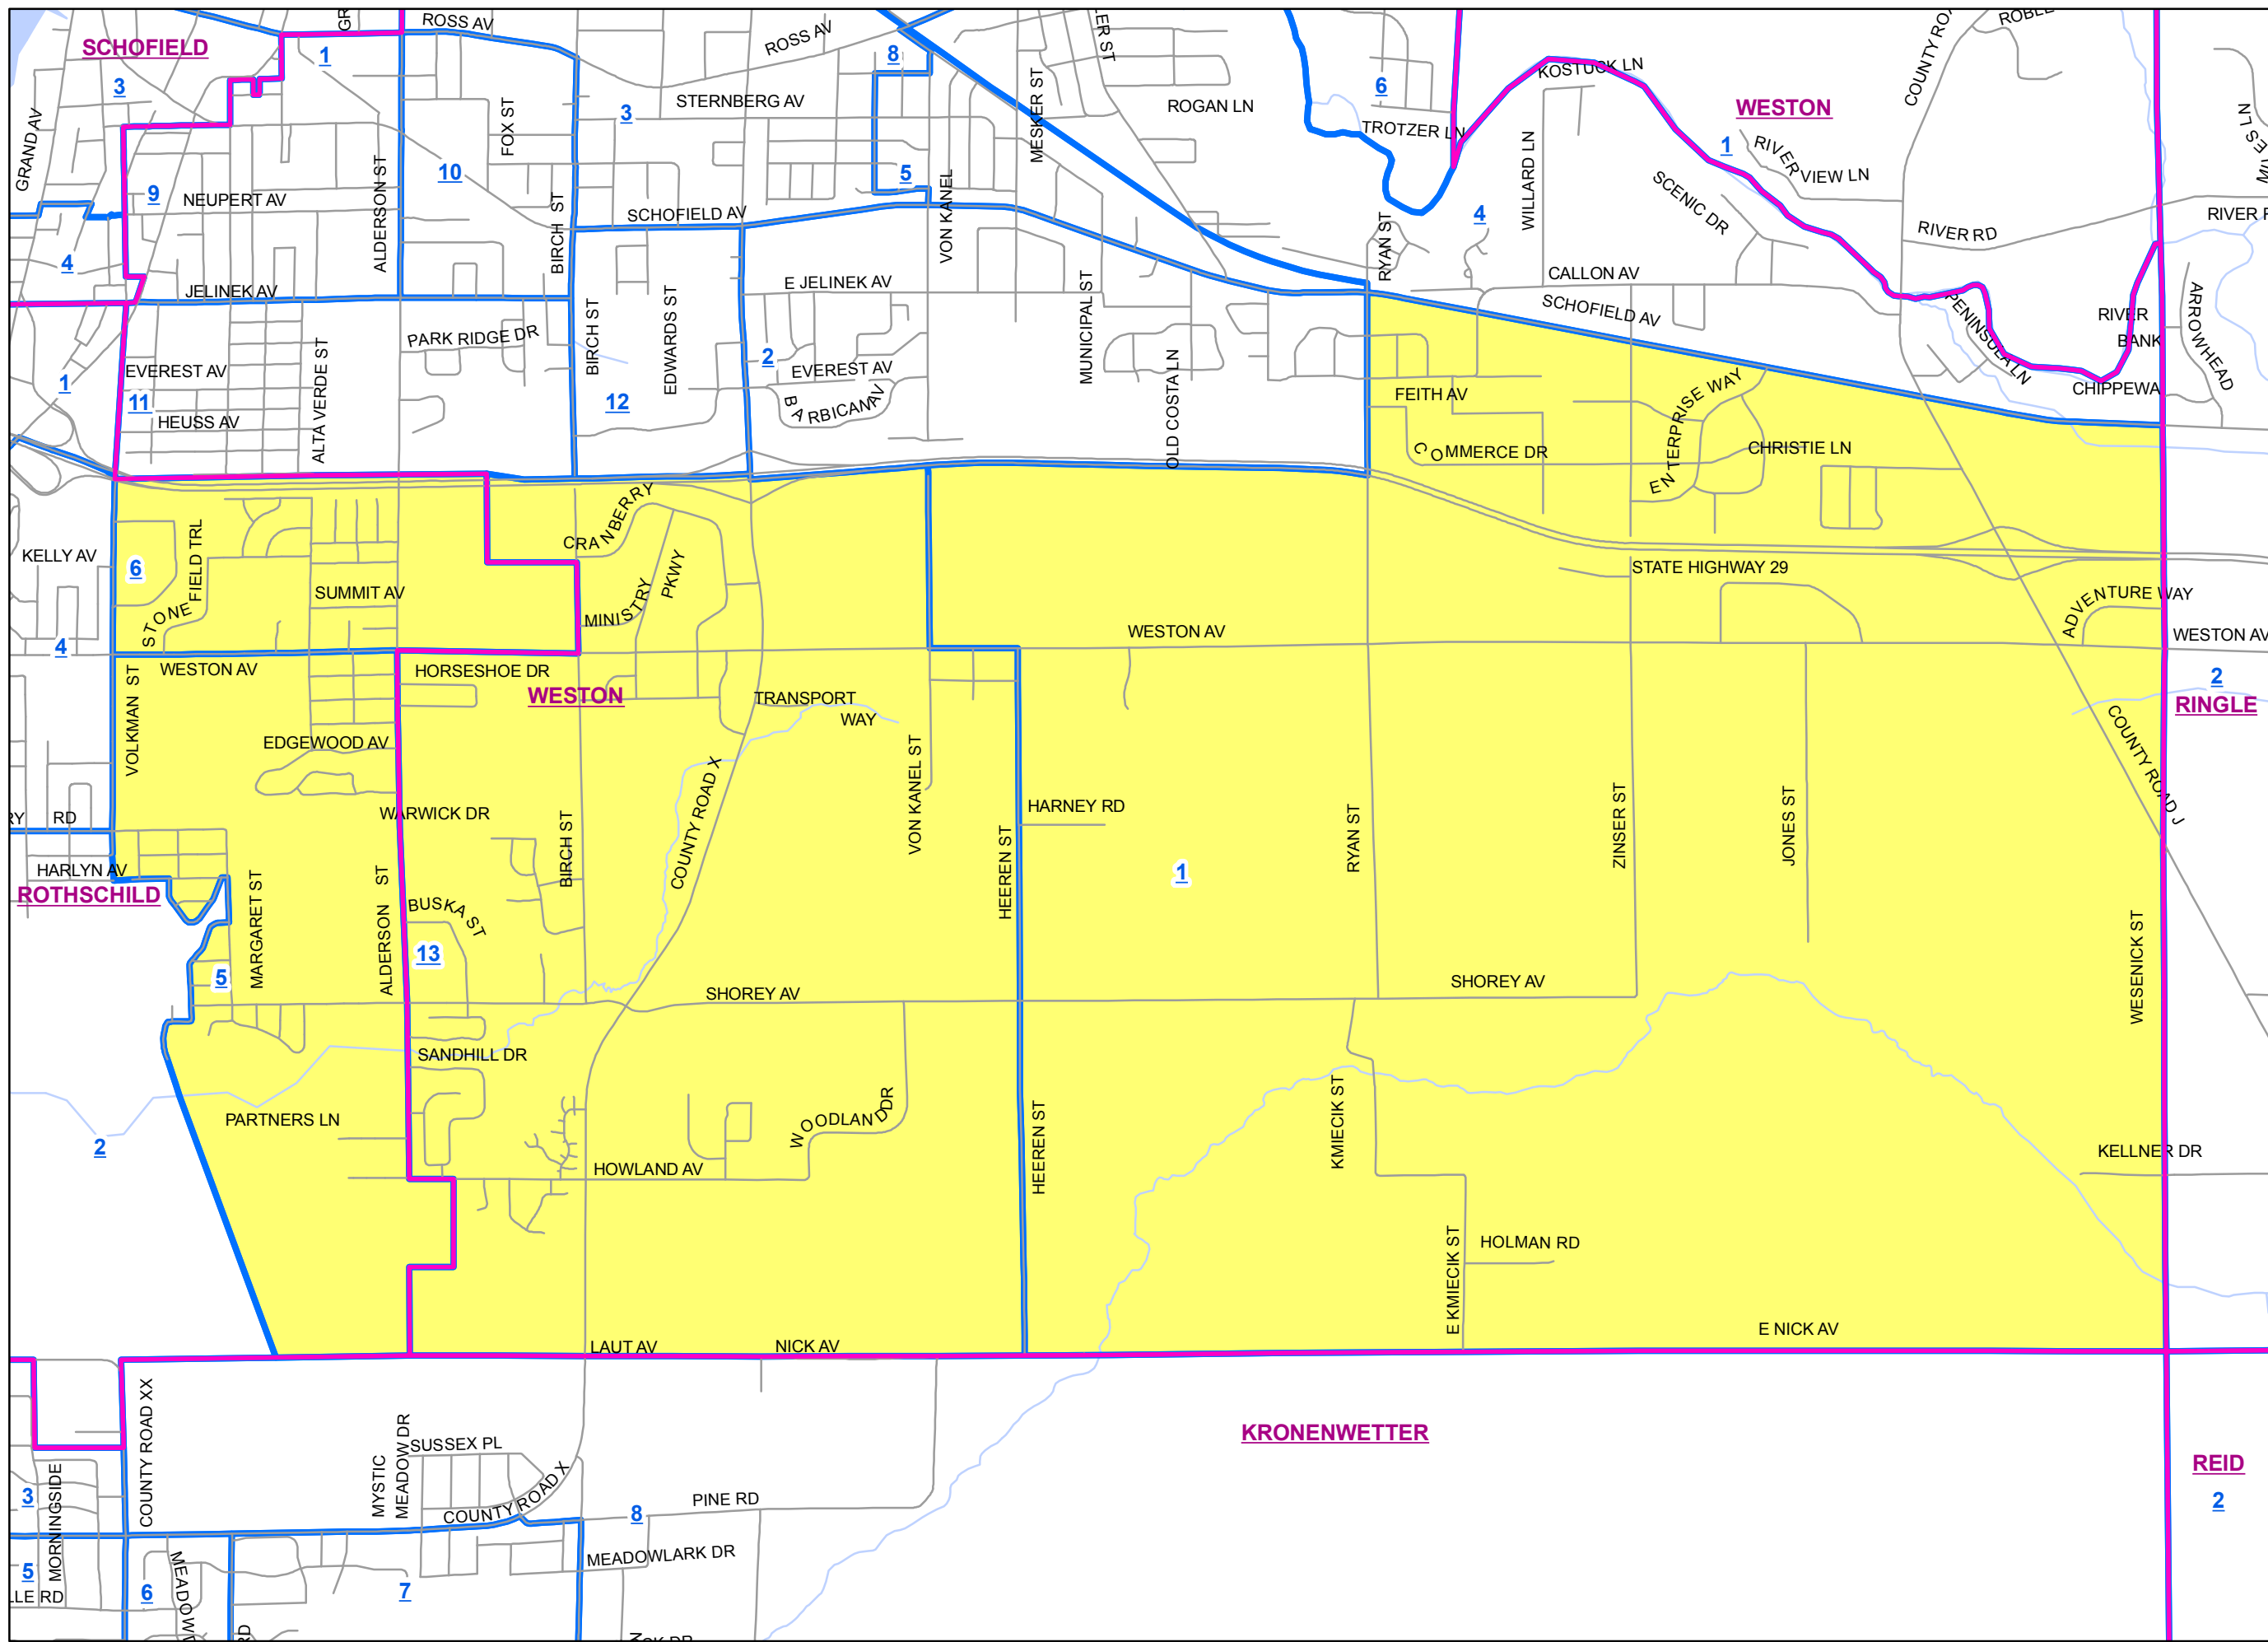 ROSS AV
SCHOFIELD
1
ROSS AV
8
KOSTUCK LN
COUNTY ROA
3
6
WESTON
GRAND AV
FOX ST
STERNBERG AV
3
MESKER ST
ROGAN LN
TROTZER LN
1
RIVER
VIEW LN
ALDERSON ST
10
5
WILLARD LN
SCENIC DR
9
NEUPERT AV
BIRCH ST
SCHOFIELD AV
VON KANEL
RYAN ST
4
RIVER RD
4
E JELINEK AV
CALLON AV
JELINEK AV
EDWARDS ST
MUNICIPAL ST
SCHOFIELD AV
PENINSULA LN
RIVER
BANK
ARROWHEAD
PARK RIDGE DR
BIRCH ST
1
EVEREST AV
ALTA VERDE ST
2
EVEREST AV
OLD COSTA LN
CHIPPEWA
11
12
BARBICAN AV
FEITH AV
ENTERPRISE WAY
HEUSS AV
COMMERCE DR
CHRISTIE LN
KELLY AV
6
STONE
FIELD TRL
CRANBERRY
STATE HIGHWAY 29
SUMMIT AV
MINISTRY
PKWY
ADVENTURE WAY
4
WESTON AV
WESTON AV
WESTON AV
HORSESHOE DR
WESTON
2
RINGLE
VOLKMAN ST
TRANSPORT
WAY
COUNTY ROAD J
EDGEWOOD AV
COUNTY ROAD X
VON KANEL ST
RD
WARWICK DR
BIRCH ST
HARNEY RD
RYAN ST
ZINSER ST
JONES ST
HARLYN AV
HEEREN ST
1
ROTHSCHILD
MARGARET ST
ALDERSON ST
BUSKA ST
WESENICK ST
13
5
SHOREY AV
SHOREY AV
SANDHILL DR
2
PARTNERS LN
WOODLAND DR
HEEREN ST
KMIECIK ST
KELLNER DR
HOWLAND AV
E KMIECIK ST
HOLMAN RD
LAUT AV
NICK AV
E NICK AV
COUNTY ROAD XX
MYSTIC
MEADOW DR
SUSSEX PL
KRONENWETTER
REID
3
MORNINGSIDE
COUNTY ROAD X
8
PINE RD
2
5
6
7
MEADOWLARK DR
LLE RD